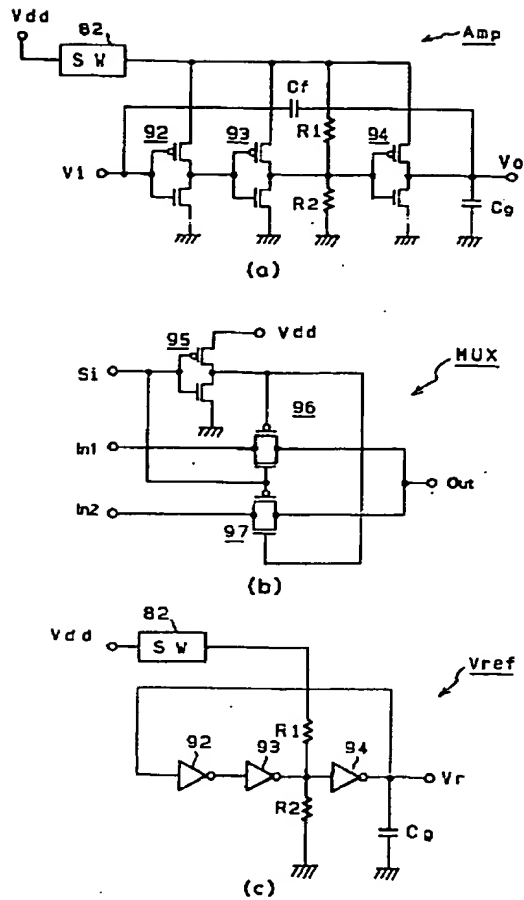 Vdd
82
SW
Amp
Cf
92
93
R1
94
Vi
Vo
R2
Cg
(a)
95
Vdd
Si
MUX
96
In1
Out
In2
97
(b)
82
Vdd
SW
Vref
R1
92
93
94
Vr
R2
Cg
(c)